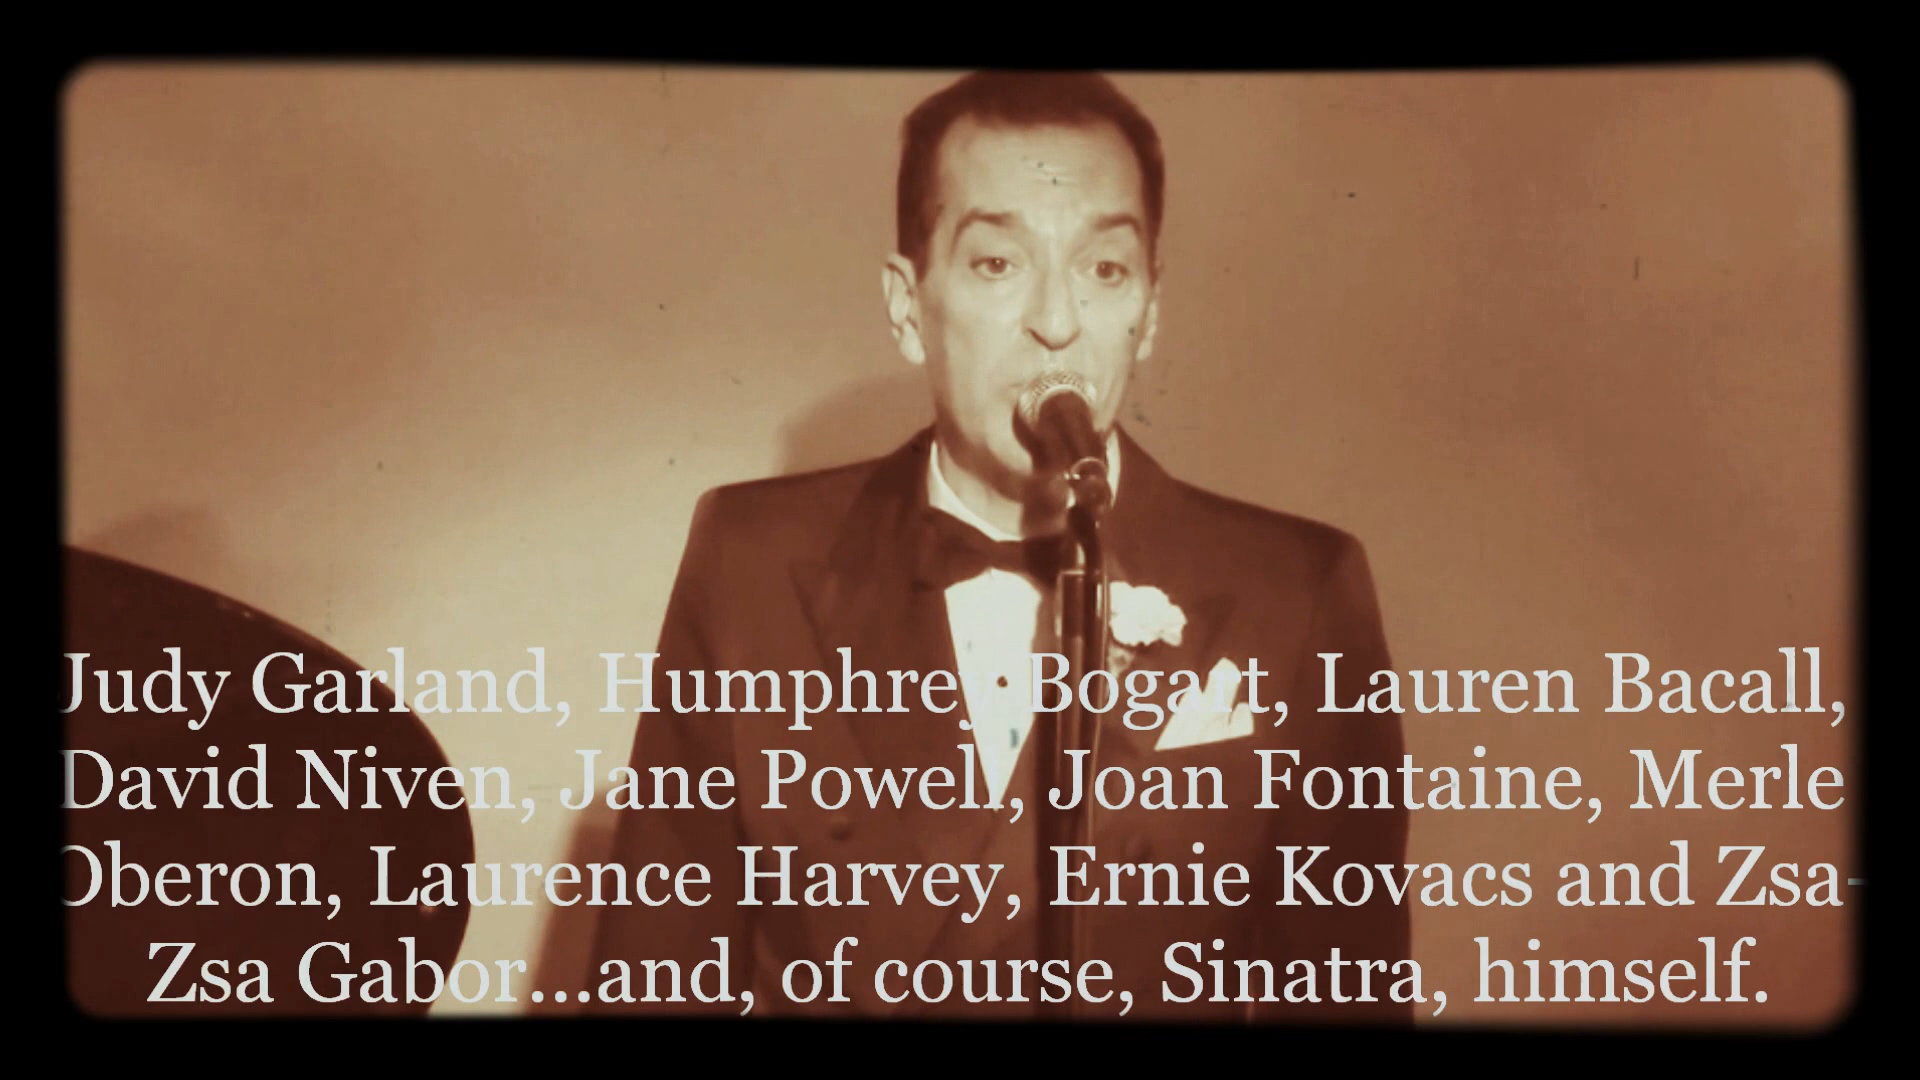 Judy Garland, Humphrey Bogart, Lauren Bacall,
David Niven, Jane Powell, Joan Fontaine, Merle
Oberon, Laurence Harvey, Ernie Kovacs and Zsa-
Zsa Gabor...and, of course, Sinatra, himself.